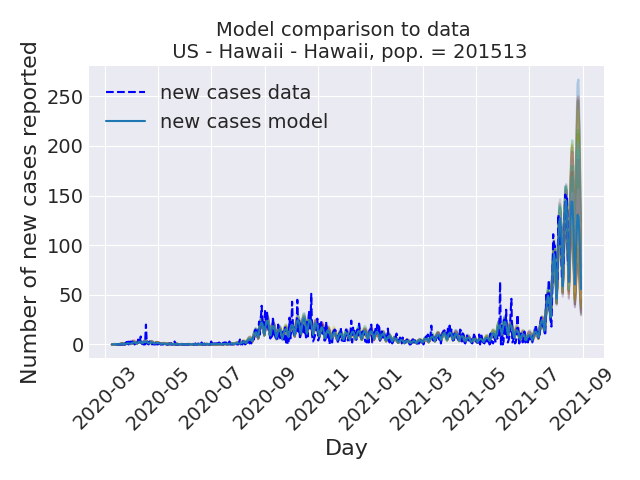 Model comparison to data
US - Hawaii - Hawaii, pop. = 201513
Number of new cases reported
250
200
150
100
50
0
new cases data
new cases model
2020-03
2020-05
2020-07
2020-09
2020-11
2021-01
2021-03
2021-05
2021-07
2021-09
Day